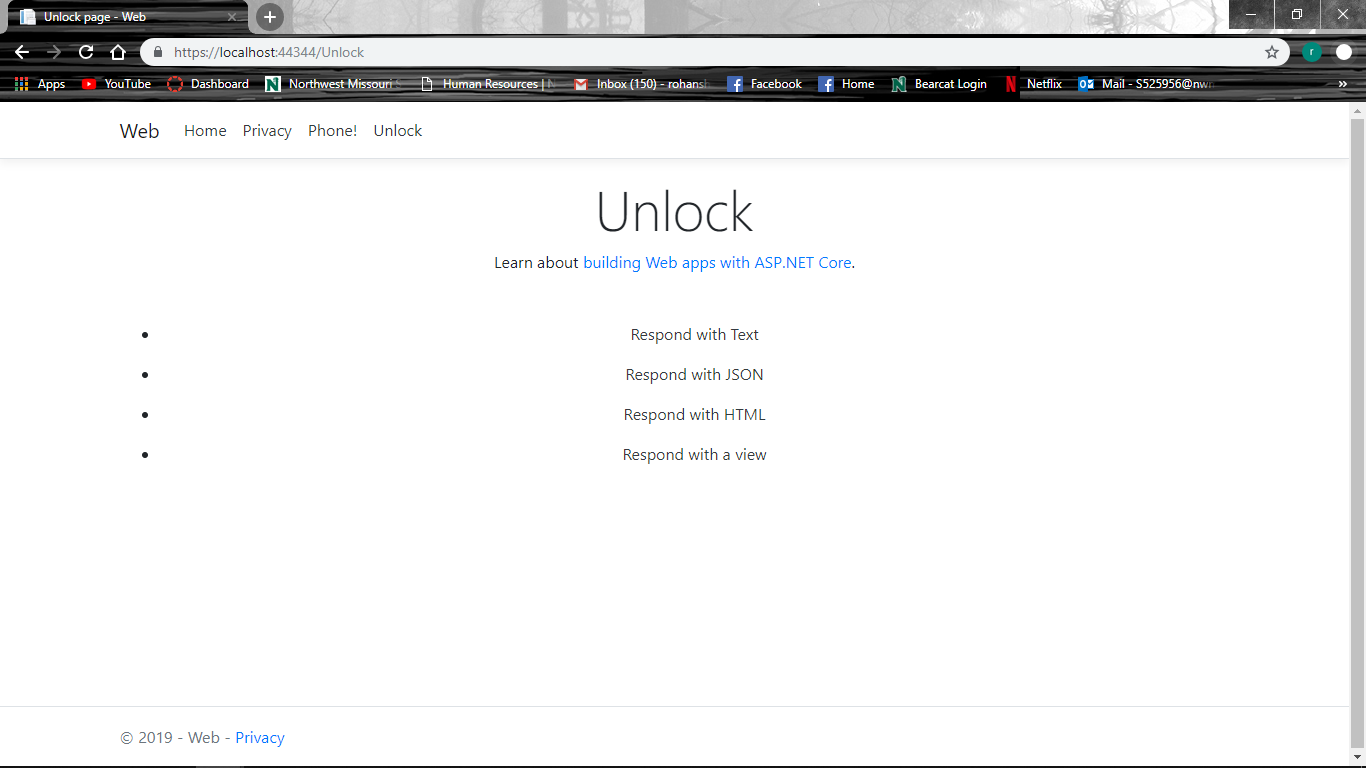 Unlock page - Web
https://localhost:44344/Unlock
Apps YouTube Dashboard Northwest Missouri S Human Resources | N Inbox (150) - rohansh Facebook Home Bearcat Login Netflix Mail - S525956@nwm »
Web Home Privacy Phone! Unlock
Unlock
Learn about building Web apps with ASP.NET Core.
• Respond with Text
• Respond with JSON
• Respond with HTML
• Respond with a view
© 2019 - Web - Privacy